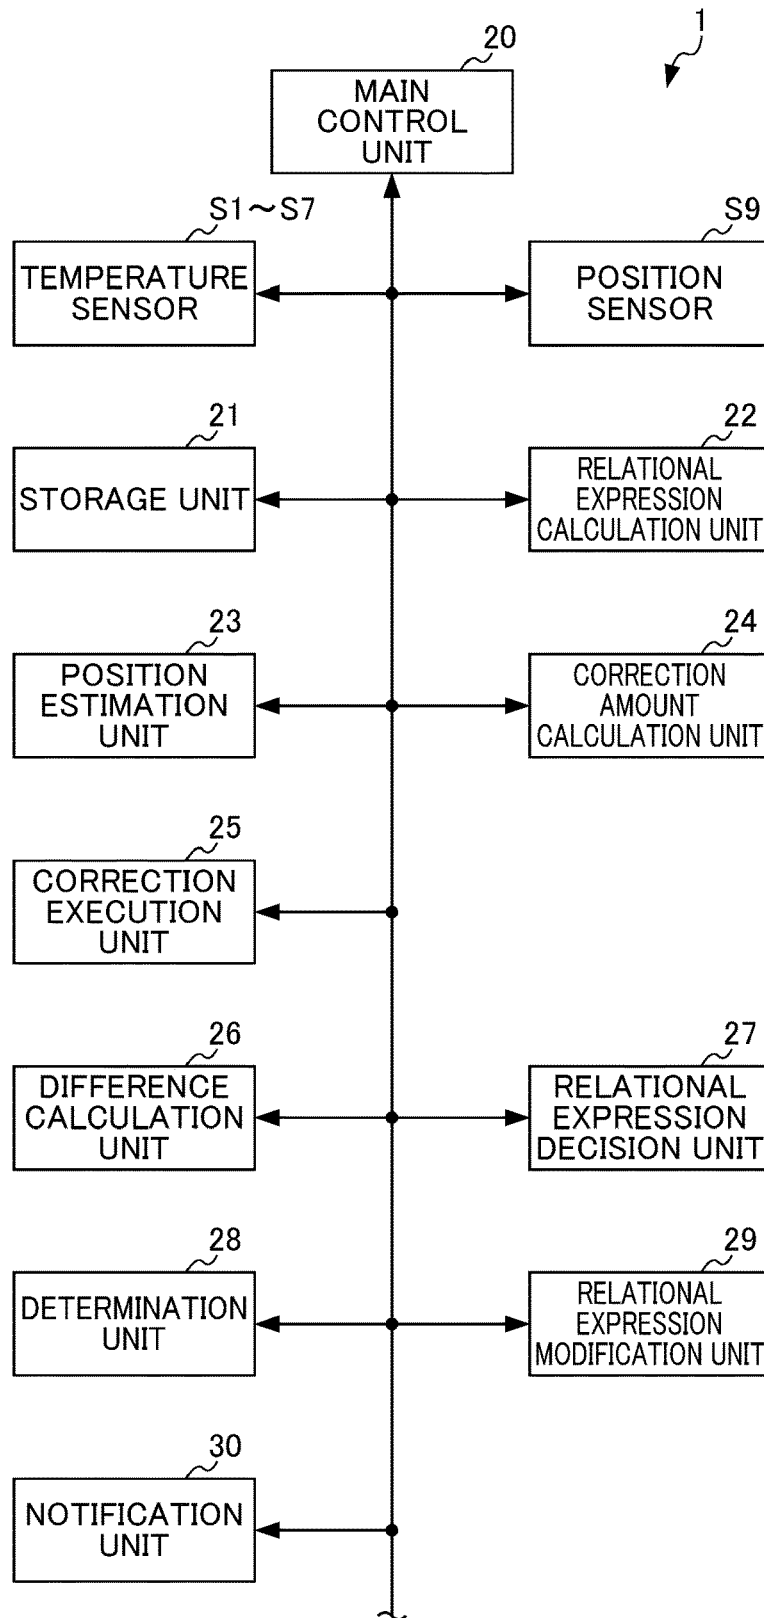 1
20
MAIN
CONTROL
UNIT
S1～S7
TEMPERATURE
SENSOR
S9
POSITION
SENSOR
21
STORAGE UNIT
22
RELATIONAL
EXPRESSION
CALCULATION UNIT
23
POSITION
ESTIMATION
UNIT
24
CORRECTION
AMOUNT
CALCULATION UNIT
25
CORRECTION
EXECUTION
UNIT
26
DIFFERENCE
CALCULATION
UNIT
27
RELATIONAL
EXPRESSION
DECISION UNIT
28
DETERMINATION
UNIT
29
RELATIONAL
EXPRESSION
MODIFICATION UNIT
30
NOTIFICATION
UNIT